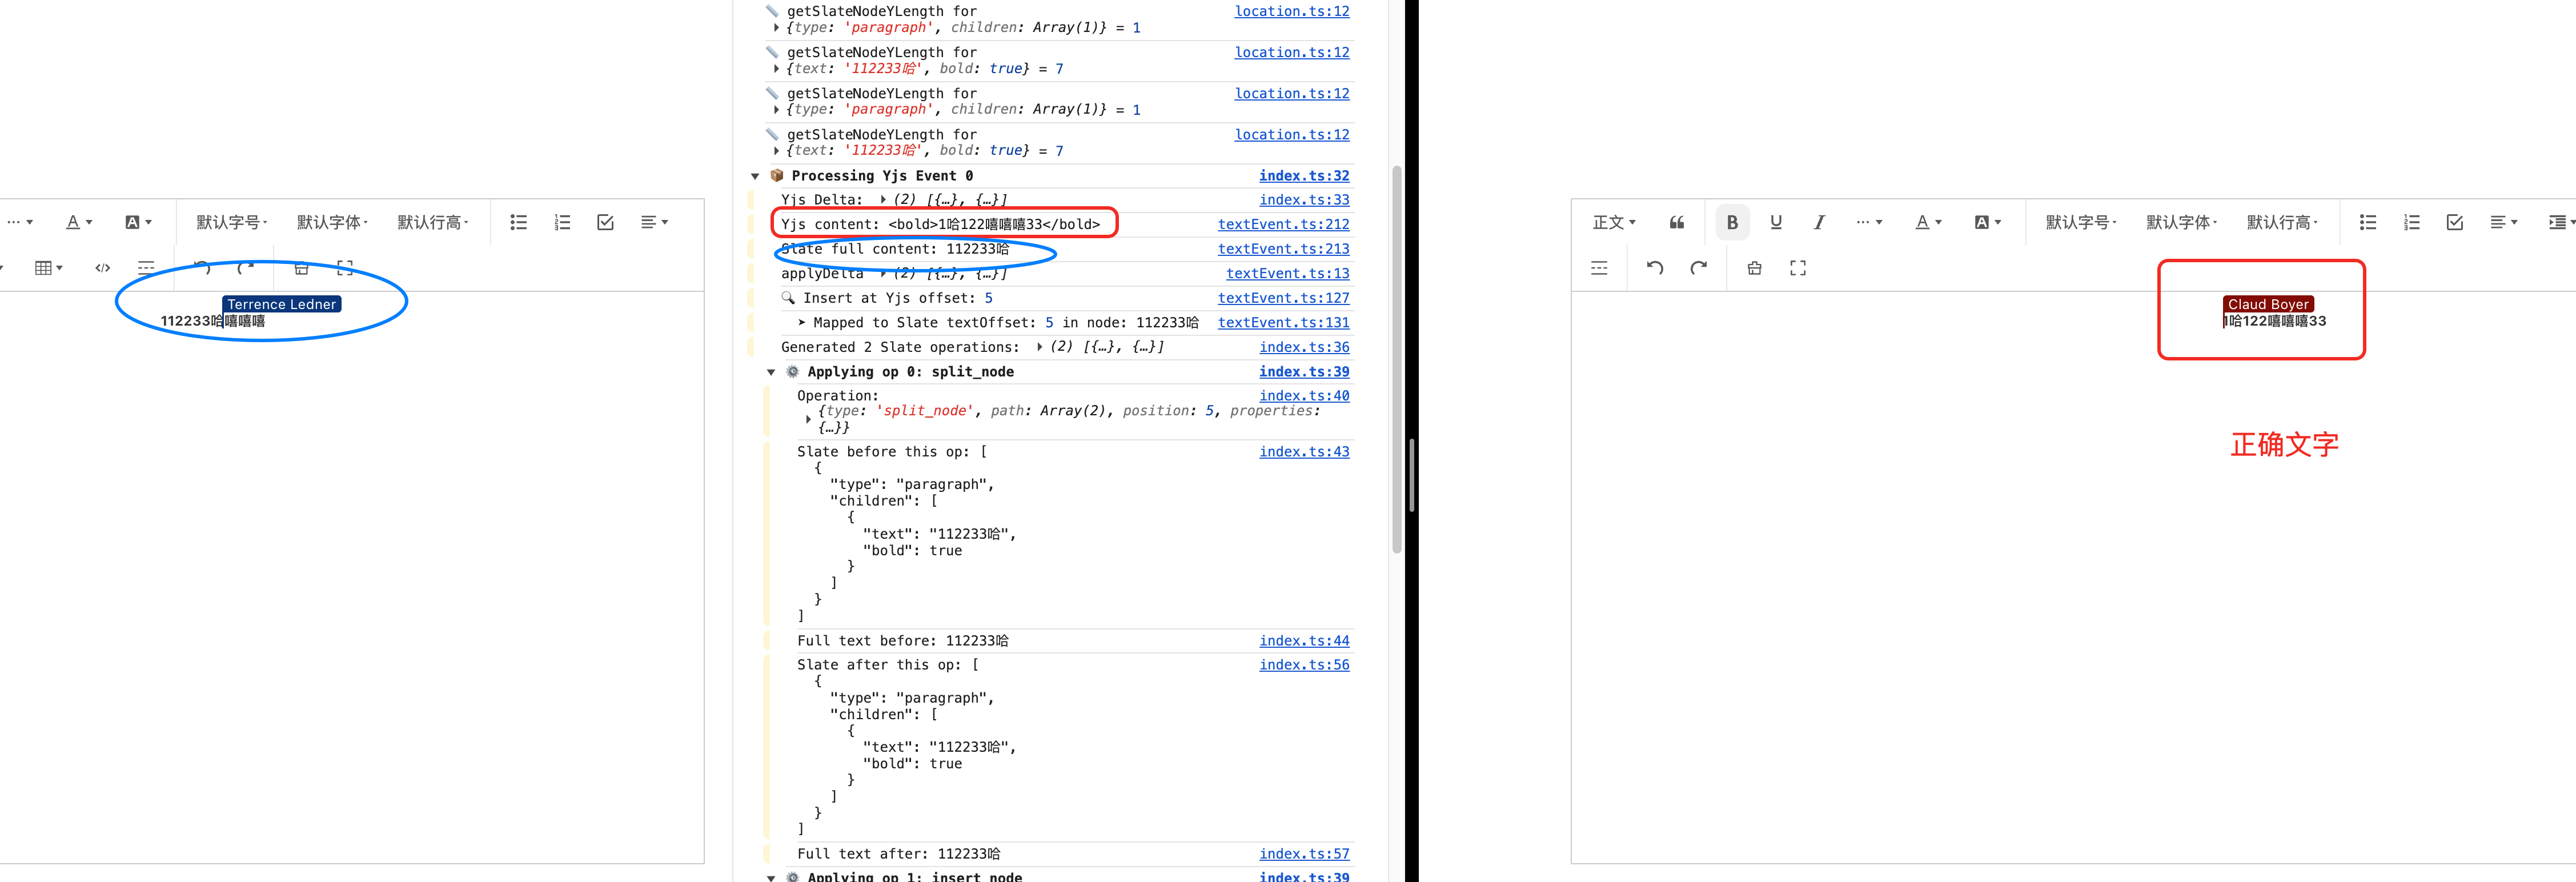 A
A
默认字号
默认字体
默认行高
Terrence Ledner
112233哈嘻嘻嘻
getSlateNodeYLength for location.ts:12
{type: 'paragraph', children: Array(1)} = 1
getSlateNodeYLength for location.ts:12
{text: '112233哈', bold: true} = 7
getSlateNodeYLength for location.ts:12
{type: 'paragraph', children: Array(1)} = 1
getSlateNodeYLength for location.ts:12
{text: '112233哈', bold: true} = 7
Processing Yjs Event 0 index.ts:32
Yjs Delta: (2) [{…}, {…}] index.ts:33
Yjs content: <bold>1哈122嘻嘻嘻33</bold> textEvent.ts:212
Slate full content: 112233哈 textEvent.ts:213
applyDelta (2) [{…}, {…}] textEvent.ts:13
Insert at Yjs offset: 5 textEvent.ts:127
➤ Mapped to Slate textOffset: 5 in node: 112233哈 textEvent.ts:131
Generated 2 Slate operations: (2) [{…}, {…}] index.ts:36
Applying op 0: split_node index.ts:39
Operation: index.ts:40
{type: 'split_node', path: Array(2), position: 5, properties:
{…}}
Slate before this op: [ index.ts:43
{
"type": "paragraph",
"children": [
{
"text": "112233哈",
"bold": true
}
]
}
]
Full text before: 112233哈 index.ts:44
Slate after this op: [ index.ts:56
{
"type": "paragraph",
"children": [
{
"text": "112233哈",
"bold": true
}
]
}
]
Full text after: 112233哈 index.ts:57
Applying op 1: insert_node index.ts:39
正文
B
U
I
A
A
默认字号
默认字体
默认行高
Claud Boyer
1哈122嘻嘻嘻33
正确文字